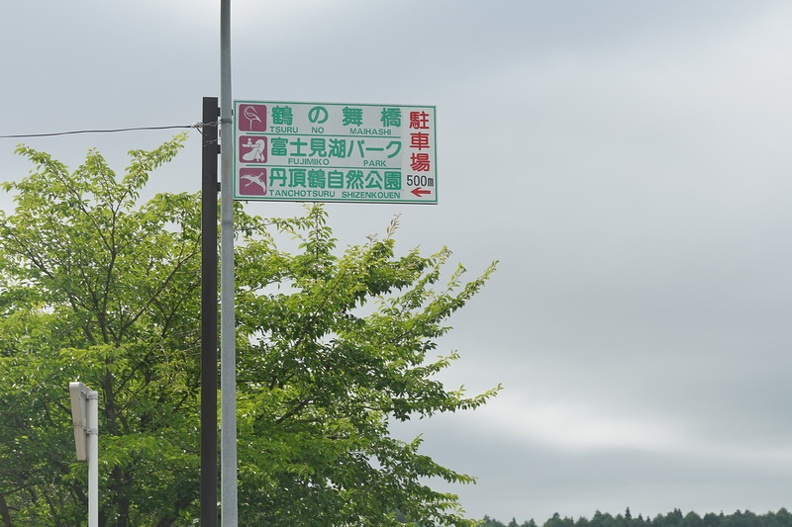 鶴の舞橋
TSURU NO MAIHASHI
富士見湖パーク
FUJIMIKO PARK
丹頂鶴自然公園
TANCHOTSURU SHIZENKOUEN
駐車場
500m
←